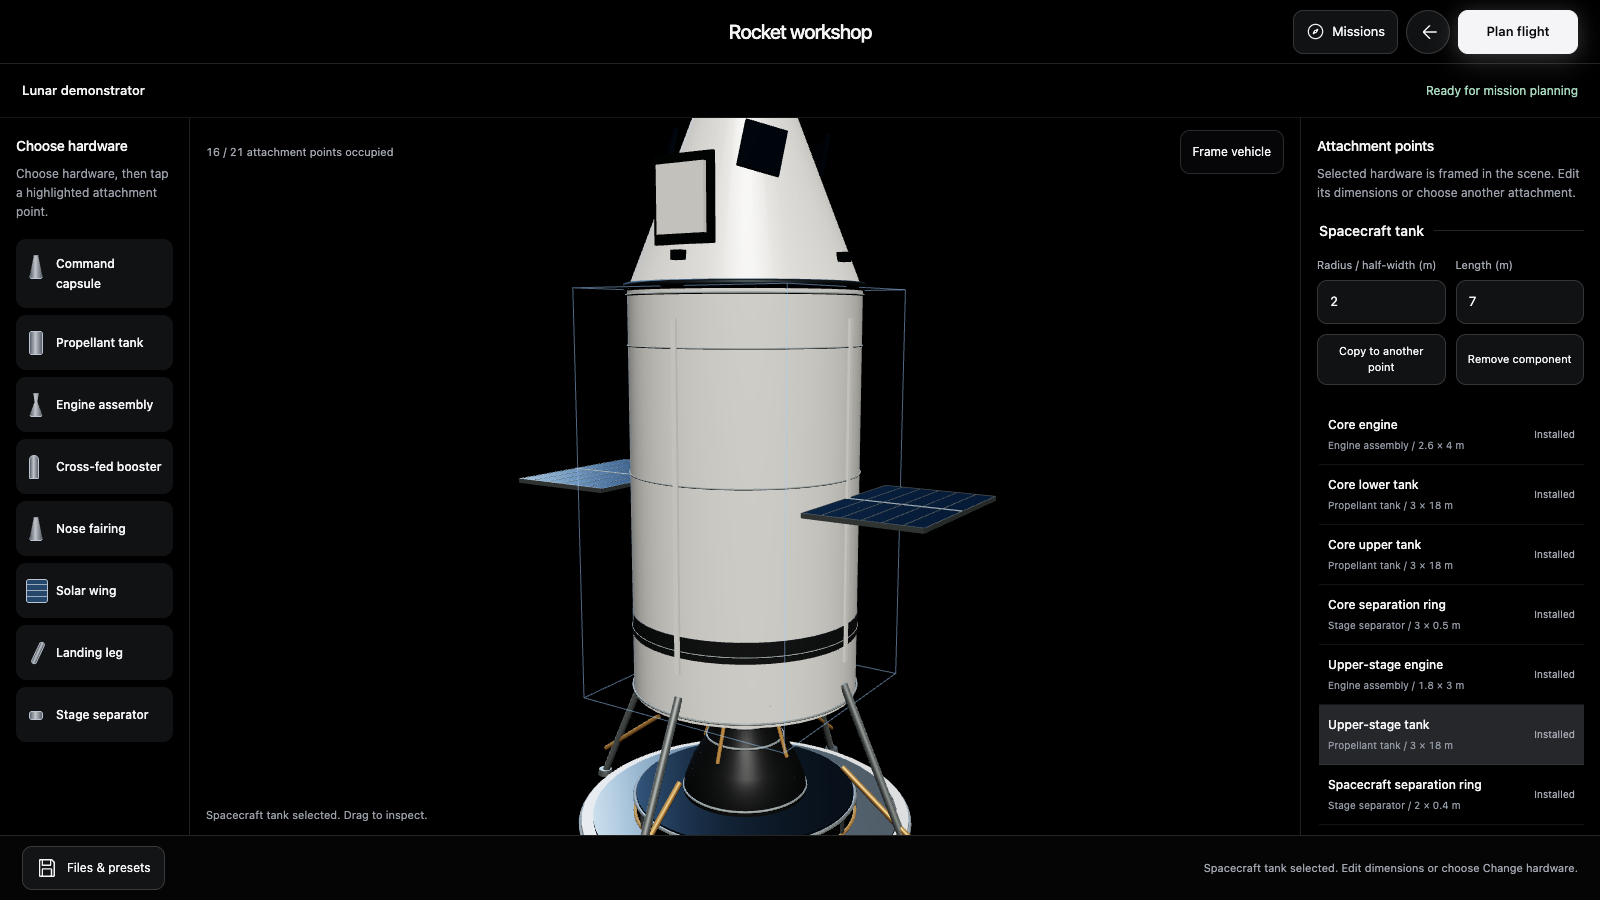 Rocket workshop
Missions
Plan flight
Lunar demonstrator
Ready for mission planning
Choose hardware
Choose hardware, then tap
a highlighted attachment
point.
Command
capsule
Propellant tank
Engine assembly
Cross-fed booster
Nose fairing
Solar wing
Landing leg
Stage separator
16 / 21 attachment points occupied
Frame vehicle
Spacecraft tank selected. Drag to inspect.
Attachment points
Selected hardware is framed in the scene. Edit
its dimensions or choose another attachment.
Spacecraft tank
Radius / half-width (m)
Length (m)
2
7
Copy to another
point
Remove component
Core engine
Engine assembly / 2.6 × 4 m
Installed
Core lower tank
Propellant tank / 3 × 18 m
Installed
Core upper tank
Propellant tank / 3 × 18 m
Installed
Core separation ring
Stage separator / 3 × 0.5 m
Installed
Upper-stage engine
Engine assembly / 1.8 × 3 m
Installed
Upper-stage tank
Propellant tank / 3 × 18 m
Installed
Spacecraft separation ring
Stage separator / 2 × 0.4 m
Installed
Files & presets
Spacecraft tank selected. Edit dimensions or choose Change hardware.